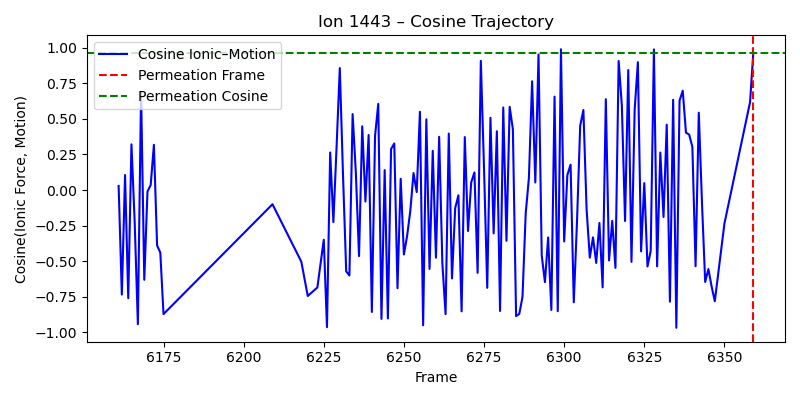 Ion 1443 – Cosine Trajectory
Cosine(Ionic Force, Motion)
1.00
0.75
0.50
0.25
0.00
−0.25
−0.50
−0.75
−1.00
Cosine Ionic–Motion
Permeation Frame
Permeation Cosine
6175 6200 6225 6250 6275 6300 6325 6350
Frame